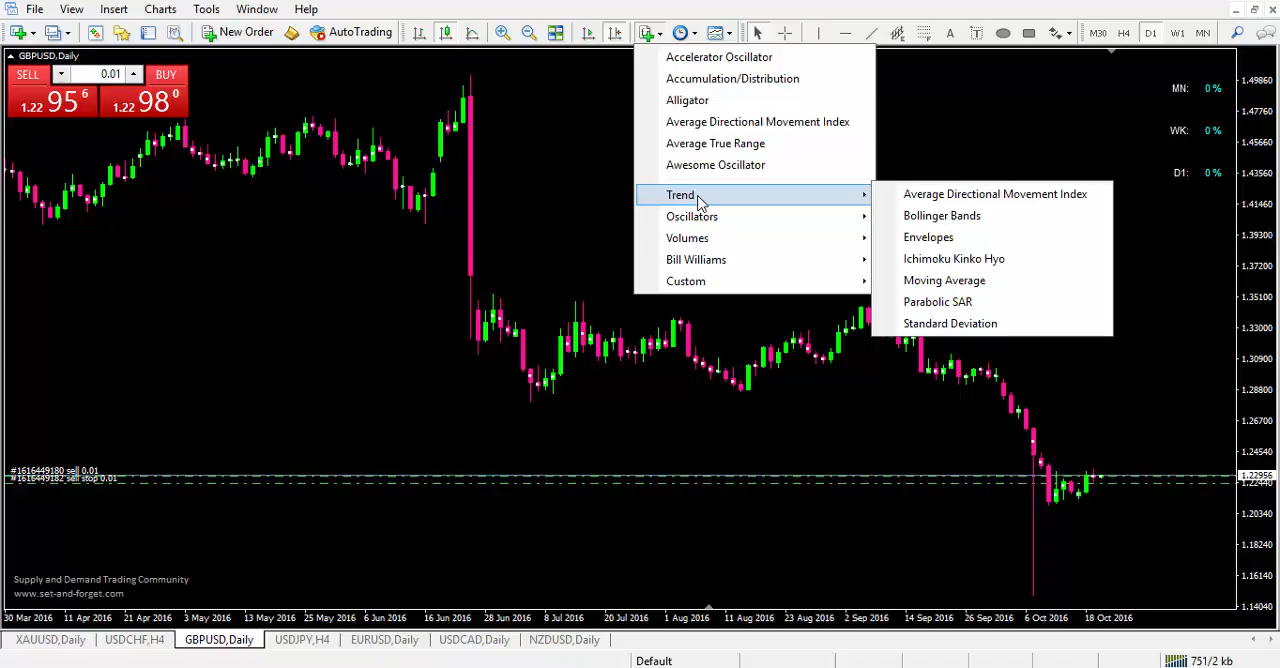 File View Insert Charts Tools Window Help
New Order AutoTrading A T M30 H4 D1 W1 MN
GBPUSD,Daily
SELL 0.01 BUY
1.22 95 6 1.22 98 0
Accelerator Oscillator
Accumulation/Distribution
Alligator
Average Directional Movement Index
Average True Range
Awesome Oscillator
Trend
Oscillators
Volumes
Bill Williams
Custom
Average Directional Movement Index
Bollinger Bands
Envelopes
Ichimoku Kinko Hyo
Moving Average
Parabolic SAR
Standard Deviation
MN: 0 %
WK: 0 %
D1: 0 %
1.49860
1.47760
1.45660
1.43560
1.41460
1.39300
1.37200
1.35100
1.33000
1.30900
1.28800
1.26700
1.24540
1.22956
1.22440
1.20340
1.18240
1.16140
1.14040
#1616449180 sell 0.01
#1616449182 sell stop 0.01
Supply and Demand Trading Community
www.set-and-forget.com
30 Mar 2016 11 Apr 2016 21 Apr 2016 3 May 2016 13 May 2016 25 May 2016 6 Jun 2016 16 Jun 2016 28 Jun 2016 8 Jul 2016 20 Jul 2016 1 Aug 2016 11 Aug 2016 23 Aug 2016 2 Sep 2016 14 Sep 2016 26 Sep 2016 6 Oct 2016 18 Oct 2016
XAUUSD,Daily USDCHF,H4 GBPUSD,Daily USDJPY,H4 EURUSD,Daily USDCAD,Daily NZDUSD,Daily
Default 751/2 kb